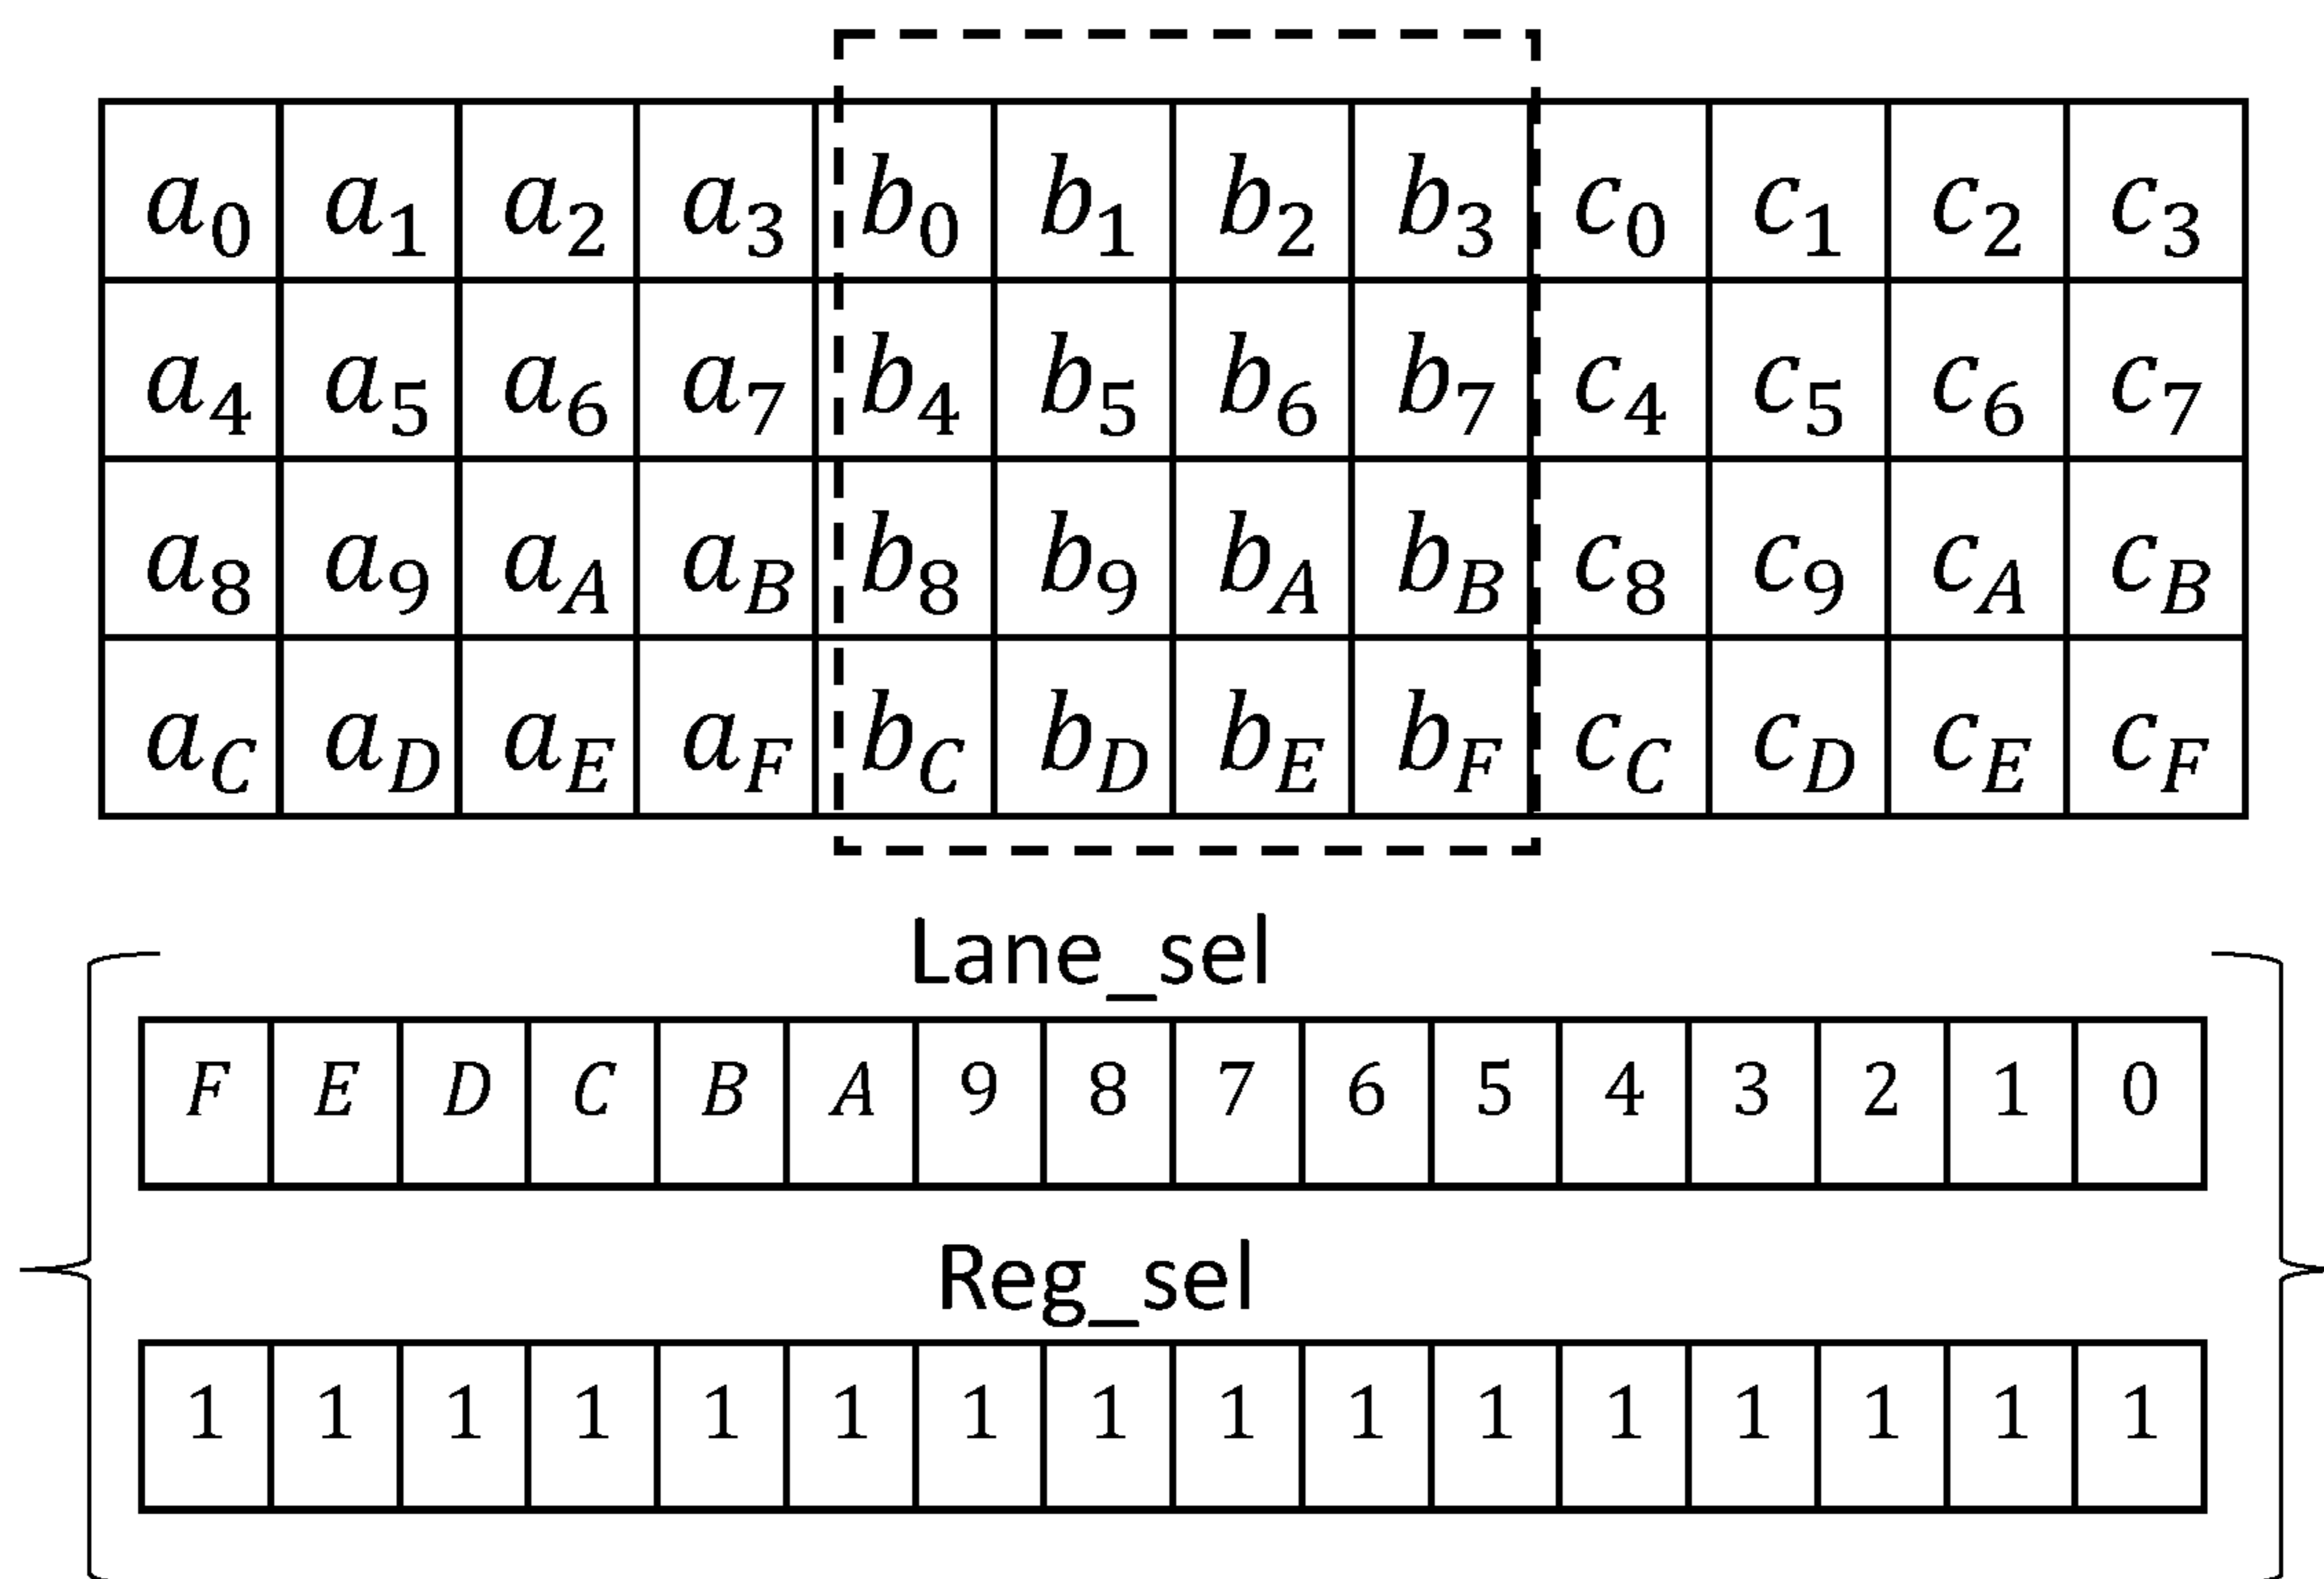 a0 a1 a2 a3 b0 b1 b2 b3 c0 c1 c2 c3
a4 a5 a6 a7 b4 b5 b6 b7 c4 c5 c6 c7
a8 a9 aA aB b8 b9 bA bB c8 c9 cA cB
aC aD aE aF bC bD bE bF cC cD cE cF
Lane_sel
F E D C B A 9 8 7 6 5 4 3 2 1 0
Reg_sel
1 1 1 1 1 1 1 1 1 1 1 1 1 1 1 1